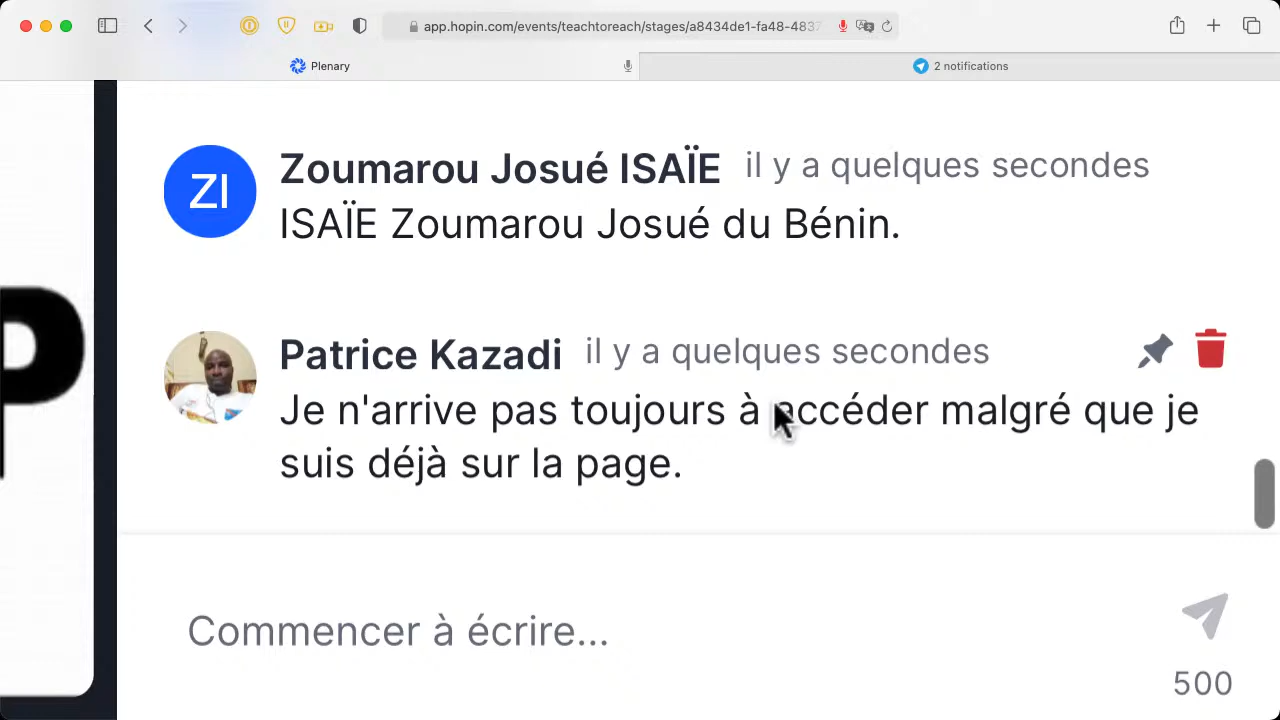 app.hopin.com/events/teachtoreach/stages/a8434de1-fa48-4837
Plenary
2 notifications
Zoumarou Josué ISAÏE il y a quelques secondes
ZI
ISAÏE Zoumarou Josué du Bénin.
Patrice Kazadi il y a quelques secondes
Je n'arrive pas toujours à accéder malgré que je
suis déjà sur la page.
P
Commencer à écrire...
500